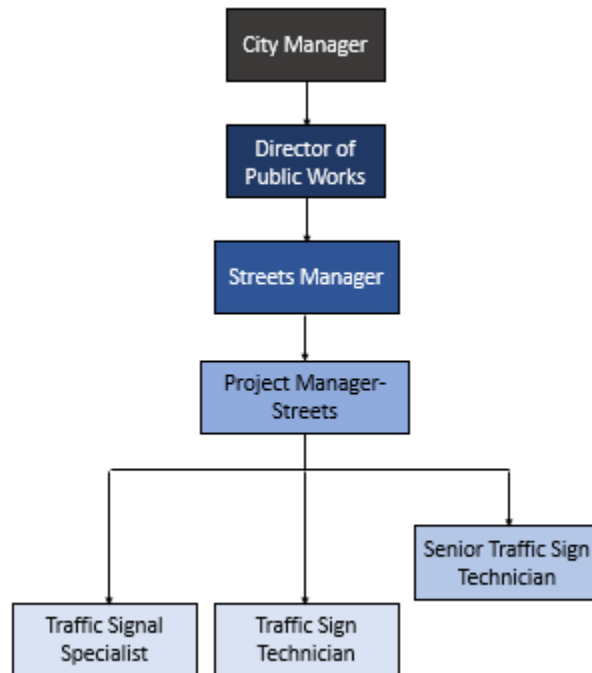 City Manager
Director of
Public Works
Streets Manager
Project Manager-
Streets
Senior Traffic Sign
Technician
Traffic Signal
Specialist
Traffic Sign
Technician